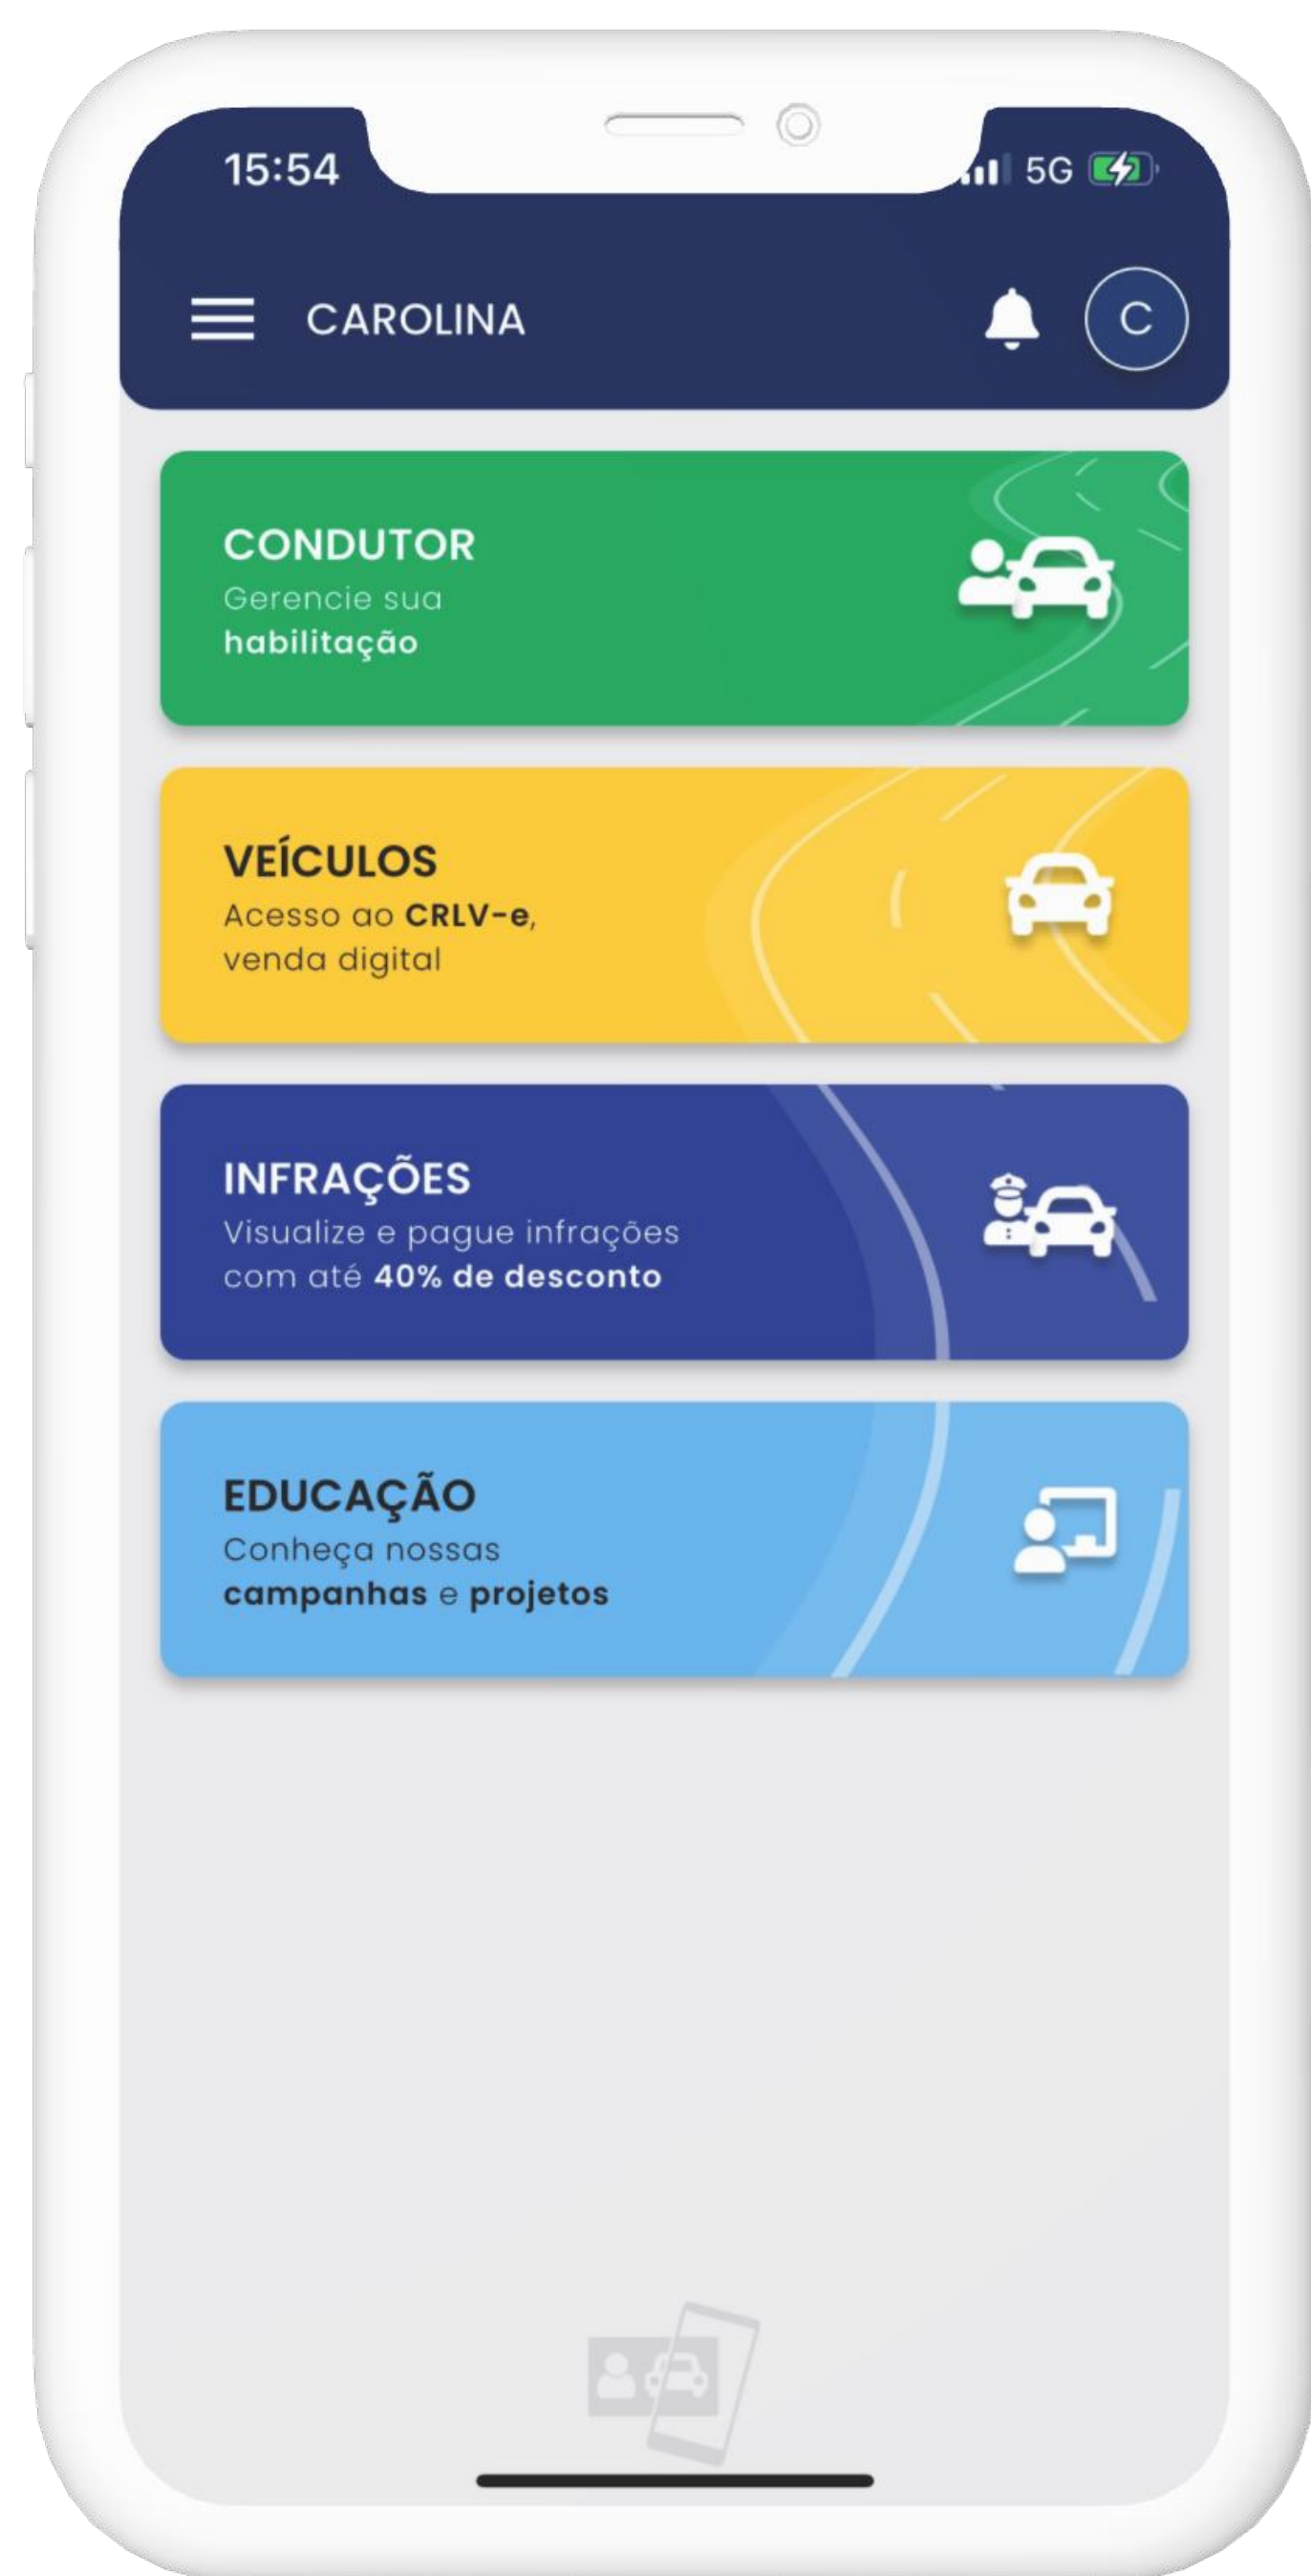 15:54
5G
CAROLINA
C
CONDUTOR
Gerencie sua
habilitação
VEÍCULOS
Acesso ao CRLV-e,
venda digital
INFRAÇÕES
Visualize e pague infrações
com até 40% de desconto
EDUCAÇÃO
Conheça nossas
campanhas e projetos